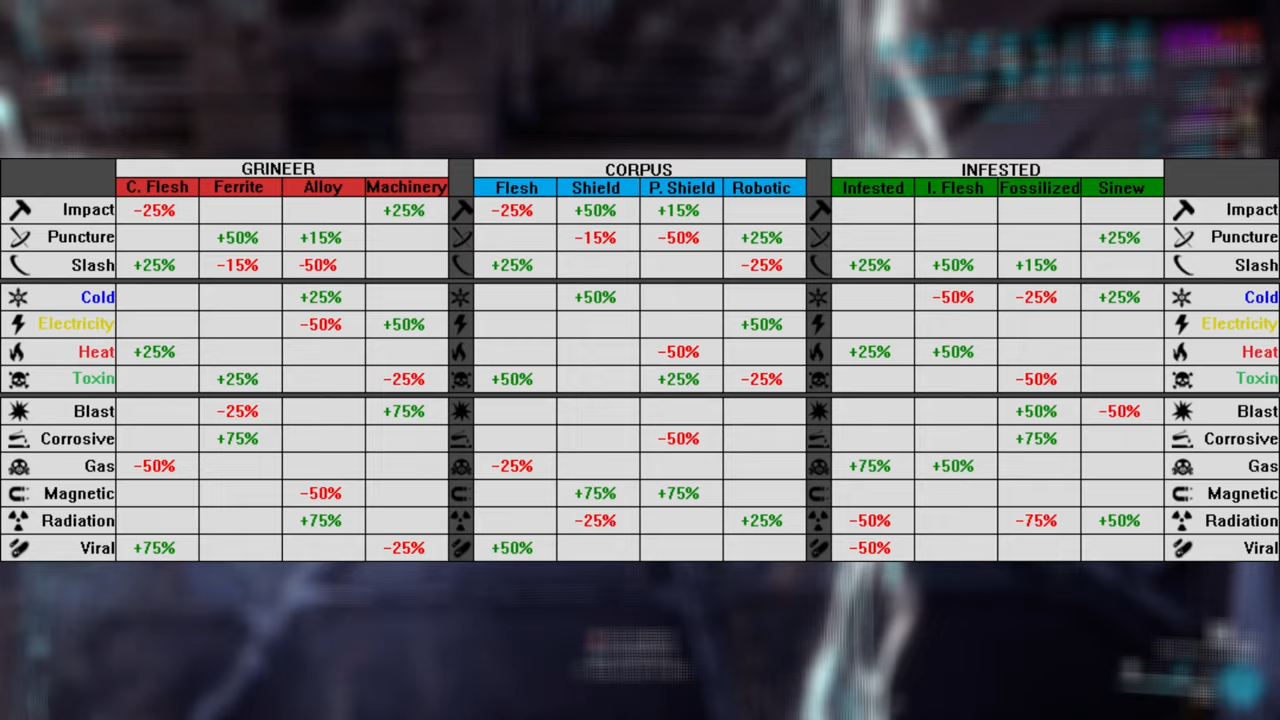 GRINEER CORPUS INFESTED
C. Flesh Ferrite Alloy Machinery Flesh Shield P. Shield Robotic Infested I. Flesh Fossilized Sinew
Impact -25% +25% -25% +50% +15% Impact
Puncture +50% +15% -15% -50% +25% +25% Puncture
Slash +25% -15% -50% +25% -25% +25% +50% +15% Slash
Cold +25% +50% -50% -25% +25% Cold
Electricity -50% +50% +50% Electricity
Heat +25% -50% +25% +50% Heat
Toxin +25% -25% +50% +25% -25% -50% Toxin
Blast -25% +75% +50% -50% Blast
Corrosive +75% -50% +75% Corrosive
Gas -50% -25% +75% +50% Gas
Magnetic -50% +75% +75% Magnetic
Radiation +75% -25% +25% -50% -75% +50% Radiation
Viral +75% -25% +50% -50% Viral